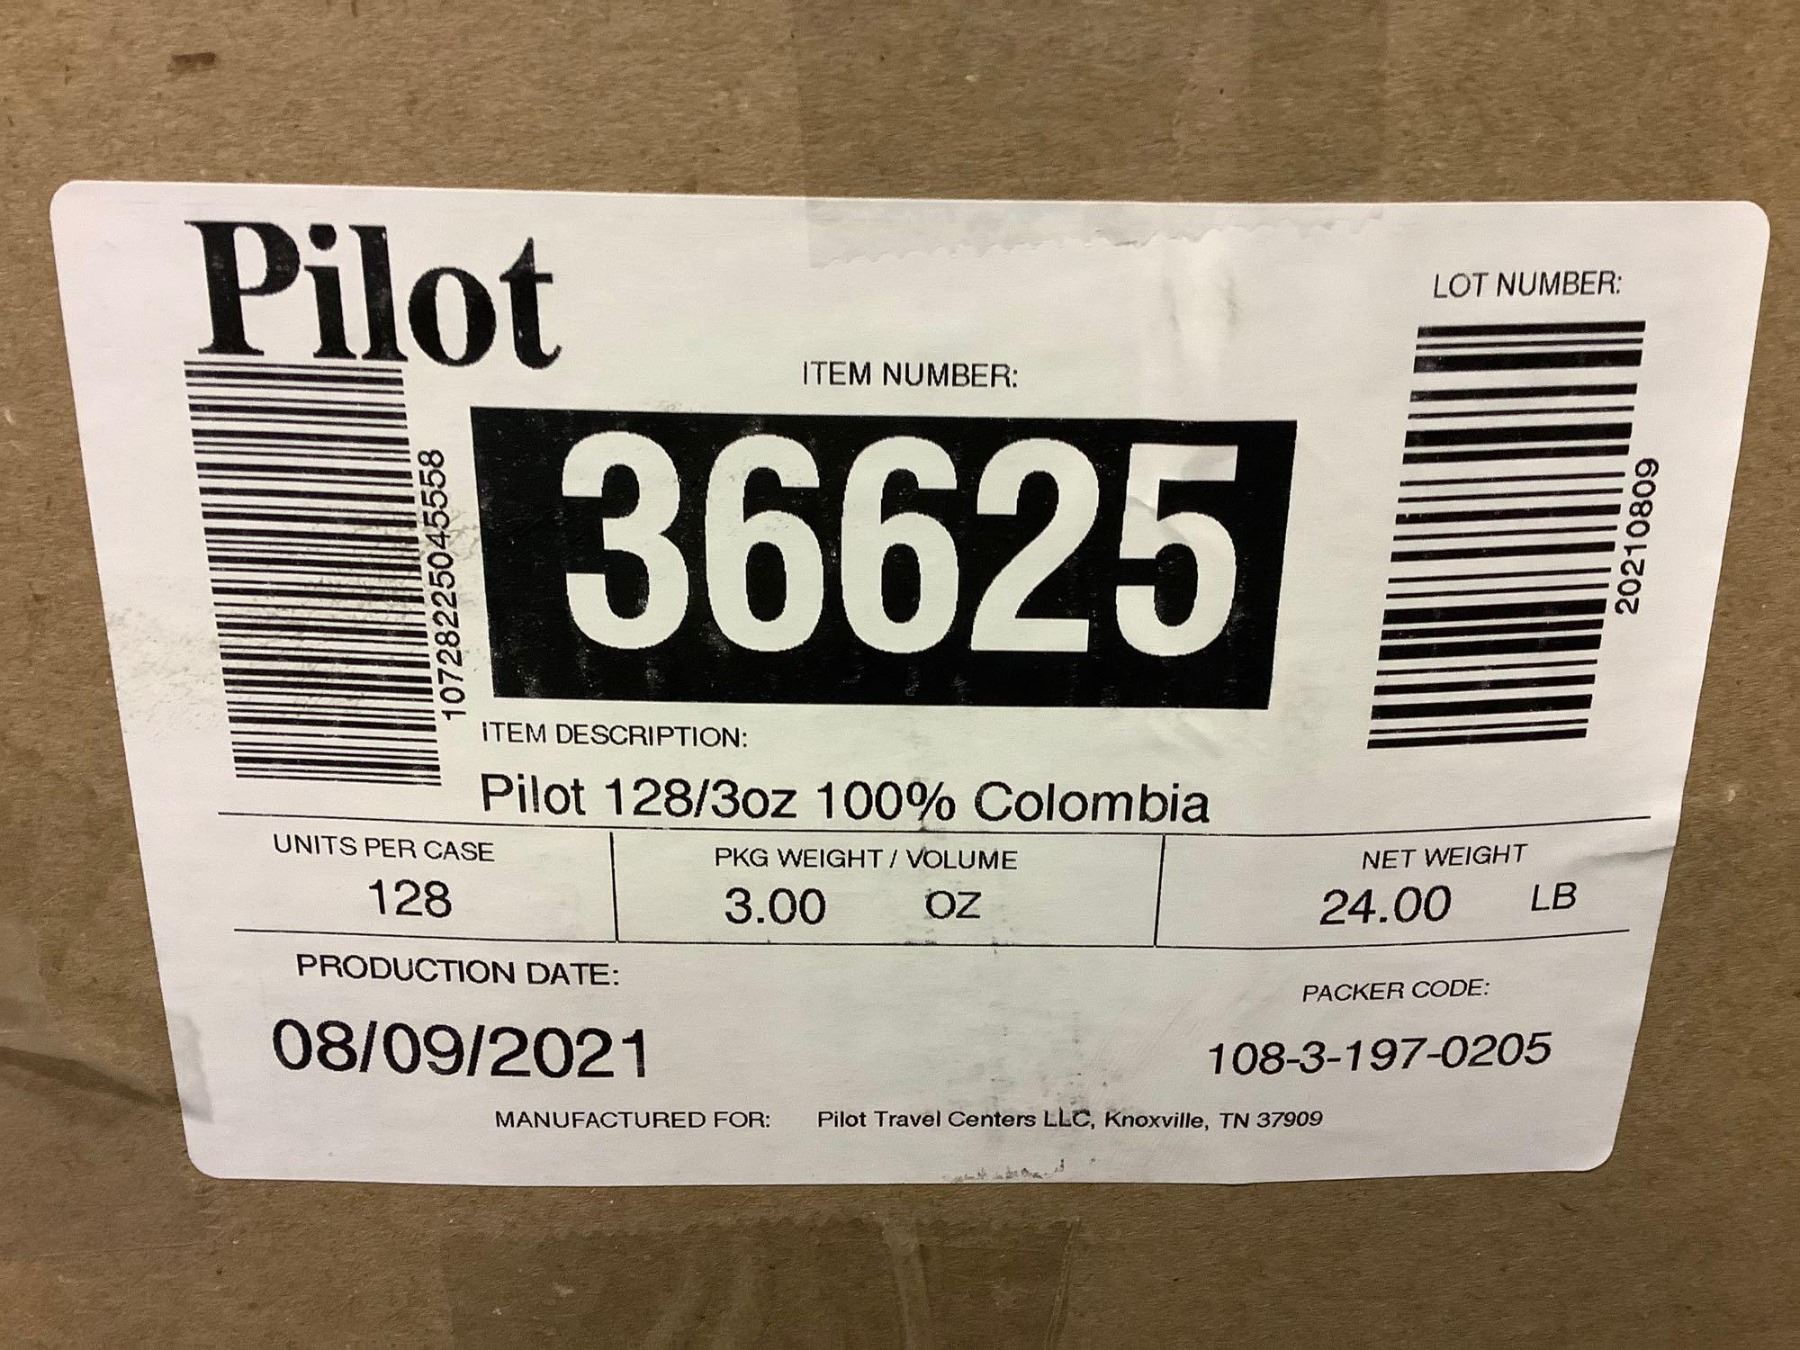 Pilot
LOT NUMBER:
ITEM NUMBER:
36625
10728225045558
20210809
ITEM DESCRIPTION:
Pilot 128/3oz 100% Colombia
UNITS PER CASE
128
PKG WEIGHT / VOLUME
3.00 OZ
NET WEIGHT
24.00 LB
PRODUCTION DATE:
08/09/2021
PACKER CODE:
108-3-197-0205
MANUFACTURED FOR: Pilot Travel Centers LLC, Knoxville, TN 37909